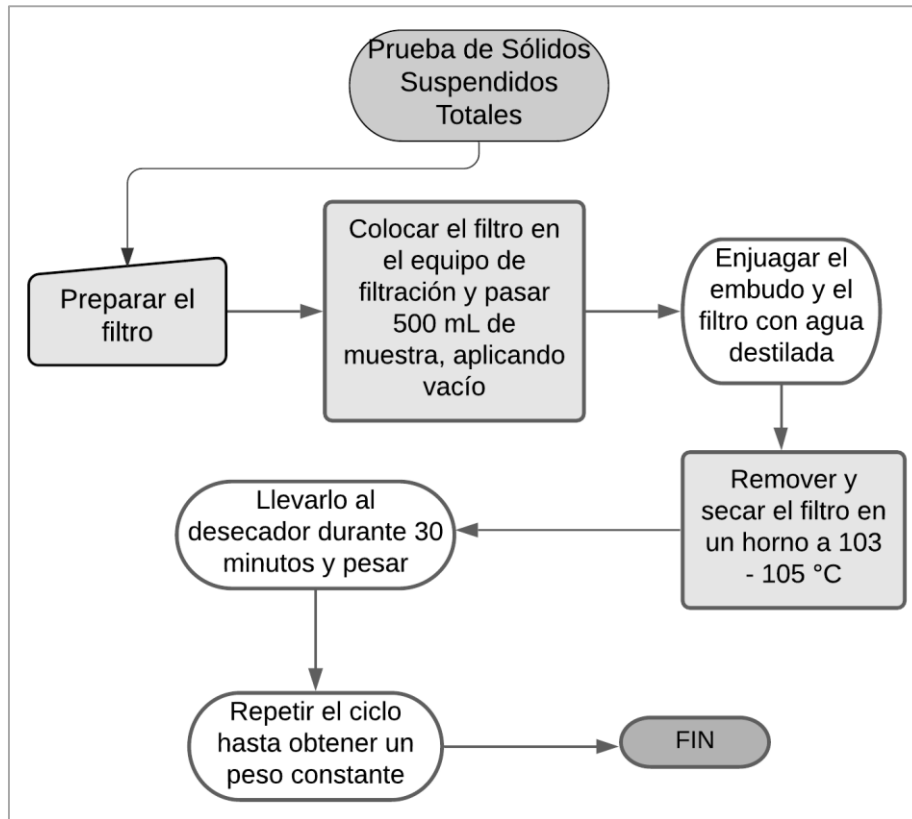 Prueba de Sólidos
Suspendidos
Totales
Preparar el
filtro
Colocar el filtro en
el equipo de
filtración y pasar
500 mL de
muestra, aplicando
vacío
Enjuagar el
embudo y el
filtro con agua
destilada
Remover y
secar el filtro en
un horno a 103
- 105 °C
Llevarlo al
desecador durante 30
minutos y pesar
Repetir el ciclo
hasta obtener un
peso constante
FIN